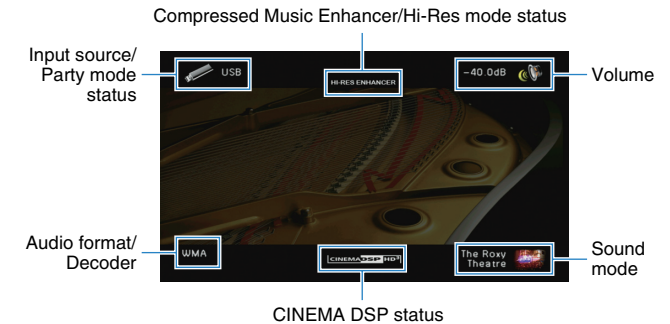 Compressed Music Enhancer/Hi-Res mode status
Input source/
Party mode
status
USB
HI-RES ENHANCER
-40.0dB
Volume
Audio format/
Decoder
WMA
CINEMA DSP HD³
The Roxy
Theatre
Sound
mode
CINEMA DSP status